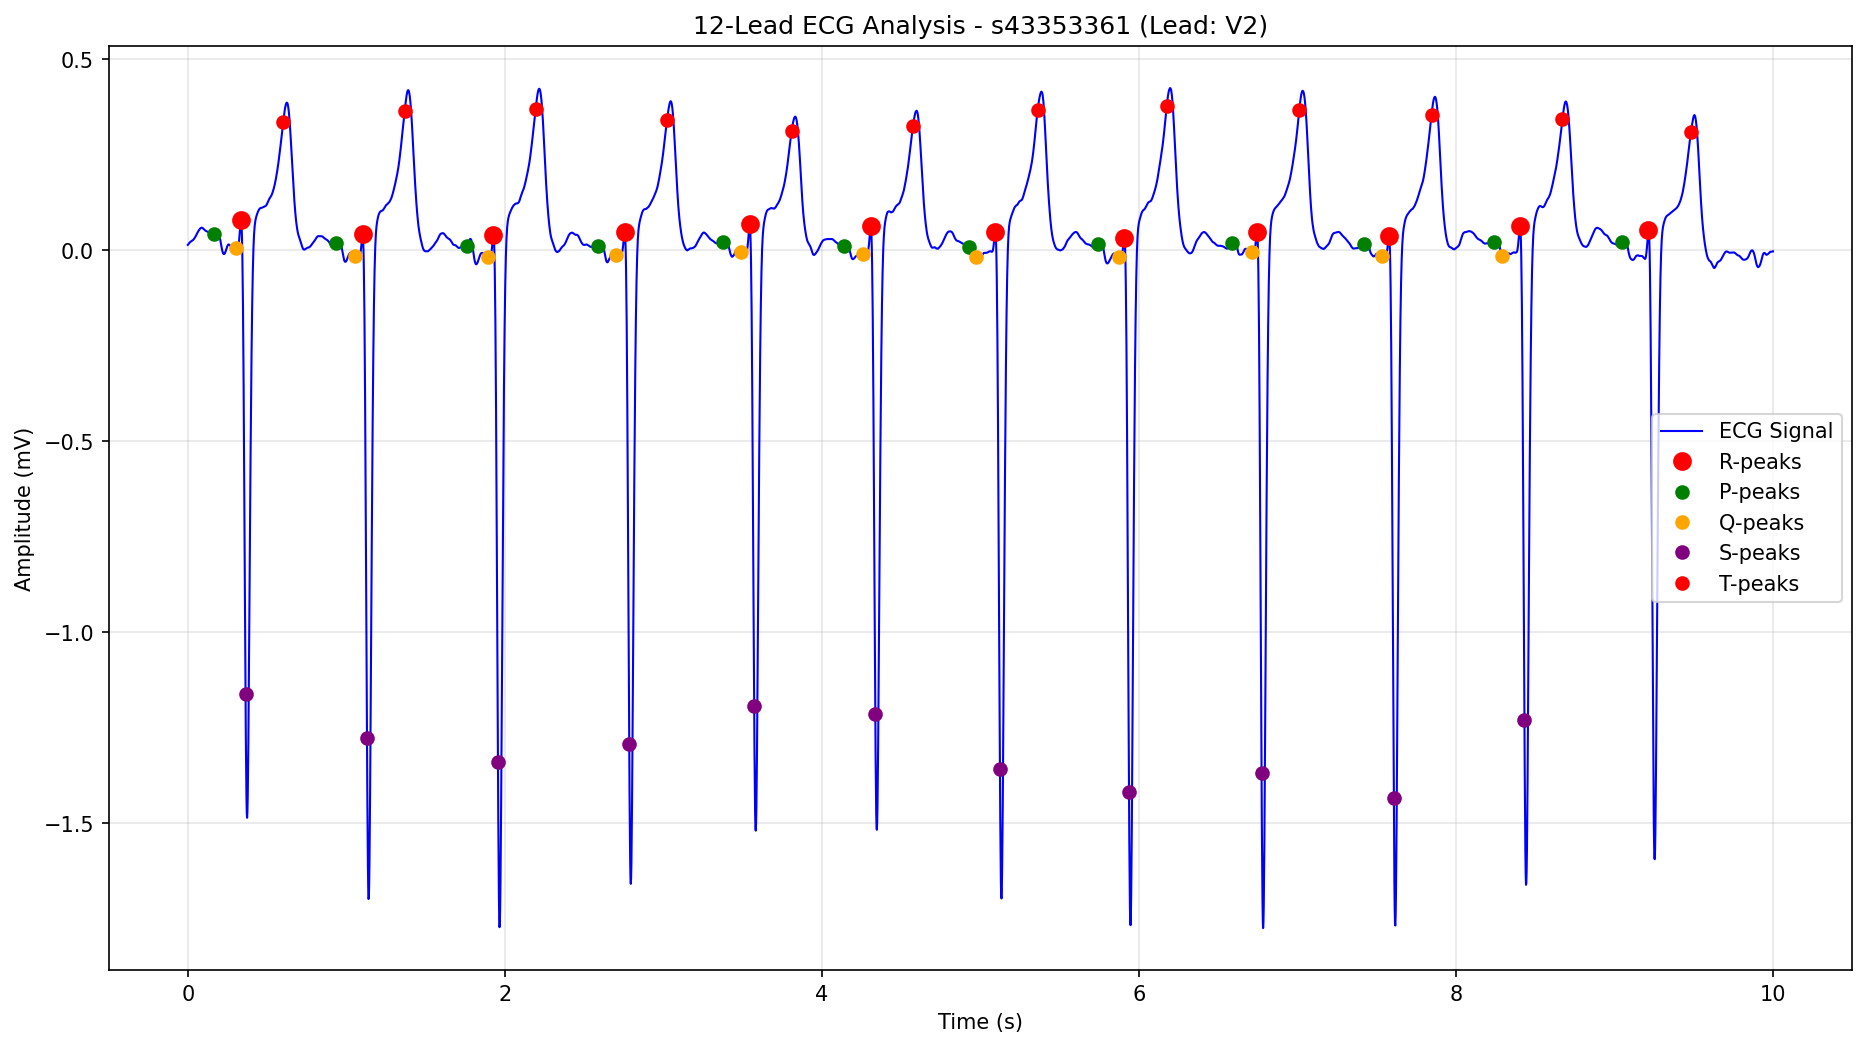 12-Lead ECG Analysis - s43353361 (Lead: V2)
Amplitude (mV)
0.5
0.0
−0.5
−1.0
−1.5
ECG Signal
R-peaks
P-peaks
Q-peaks
S-peaks
T-peaks
0 2 4 6 8 10
Time (s)